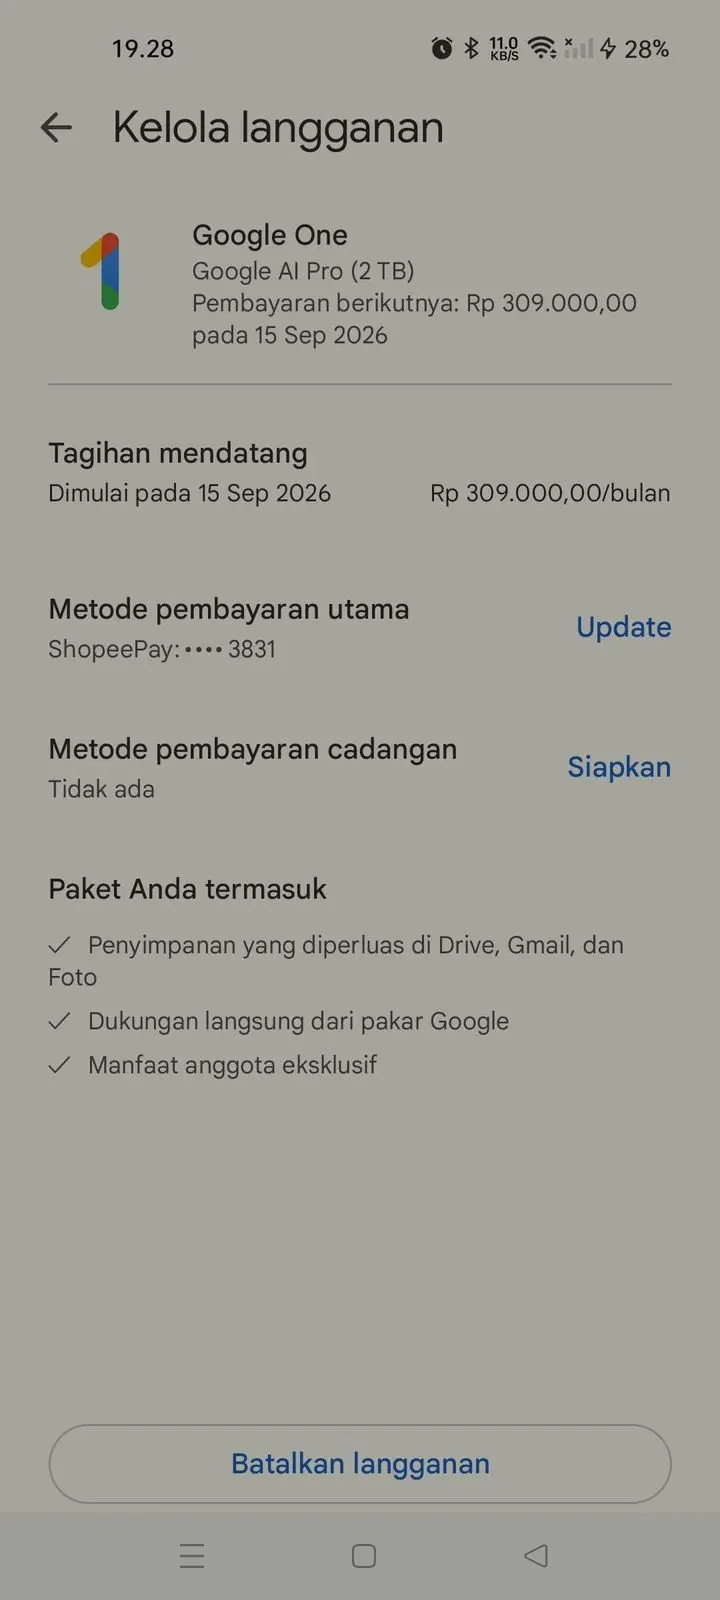 19.28
11.0
KB/S
28%
Kelola langganan
Google One
Google AI Pro (2 TB)
Pembayaran berikutnya: Rp 309.000,00
pada 15 Sep 2026
Tagihan mendatang
Dimulai pada 15 Sep 2026
Rp 309.000,00/bulan
Metode pembayaran utama
Update
ShopeePay: •••• 3831
Metode pembayaran cadangan
Siapkan
Tidak ada
Paket Anda termasuk
✓ Penyimpanan yang diperluas di Drive, Gmail, dan
Foto
✓ Dukungan langsung dari pakar Google
✓ Manfaat anggota eksklusif
Batalkan langganan